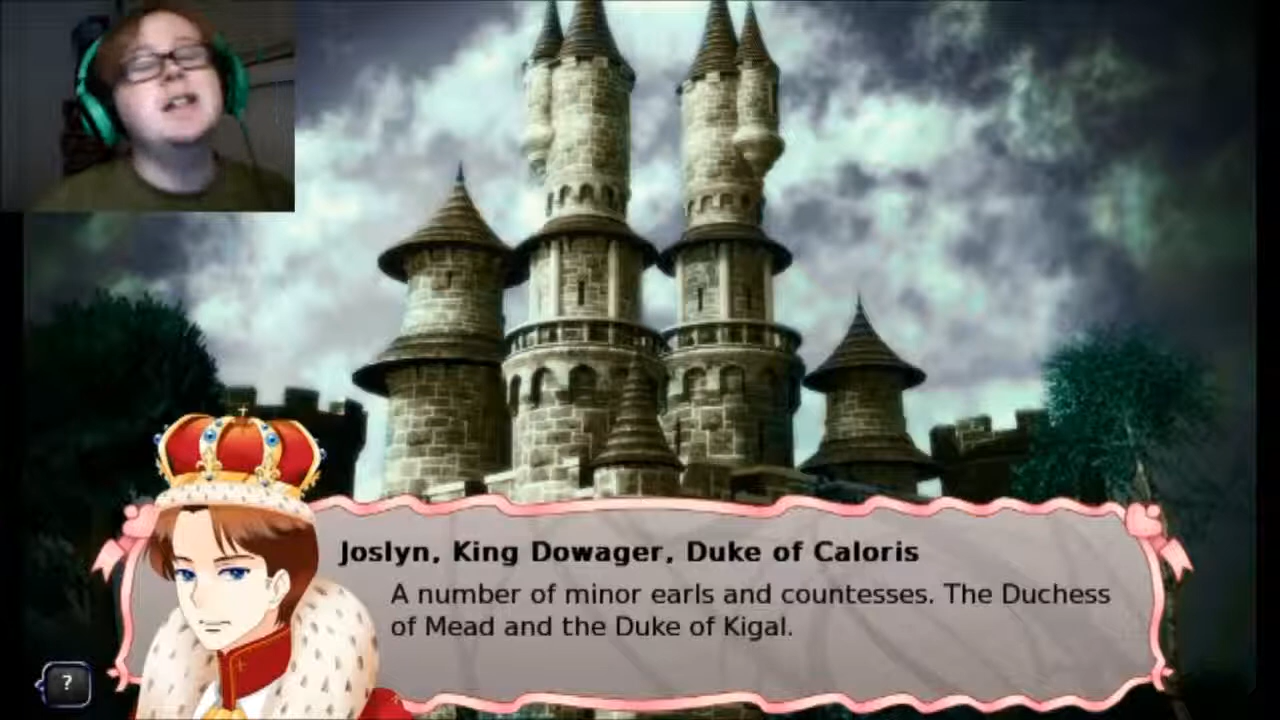 Joslyn, King Dowager, Duke of Caloris
A number of minor earls and countesses. The Duchess
of Mead and the Duke of Kigal.
?